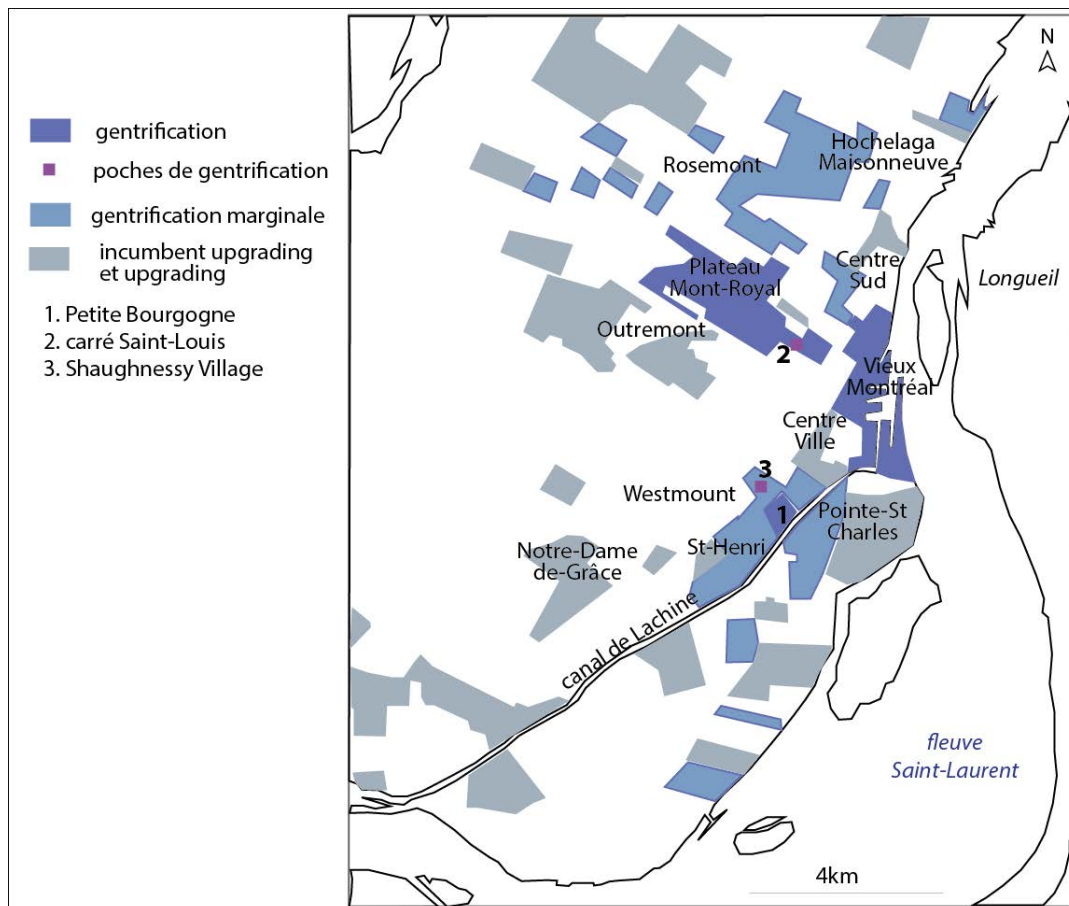 gentrification
poches de gentrification
gentrification marginale
incumbent upgrading
et upgrading
1. Petite Bourgogne
2. carré Saint-Louis
3. Shaughnessy Village
N
Hochelaga
Maisonneuve
Rosemont
Plateau
Mont-Royal
Centre
Sud
Longueil
Outremont
2
Vieux
Montréal
Centre
Ville
3
Westmount
1
Pointe-St
Charles
St-Henri
Notre-Dame
de-Grâce
canal de Lachine
fleuve
Saint-Laurent
4km